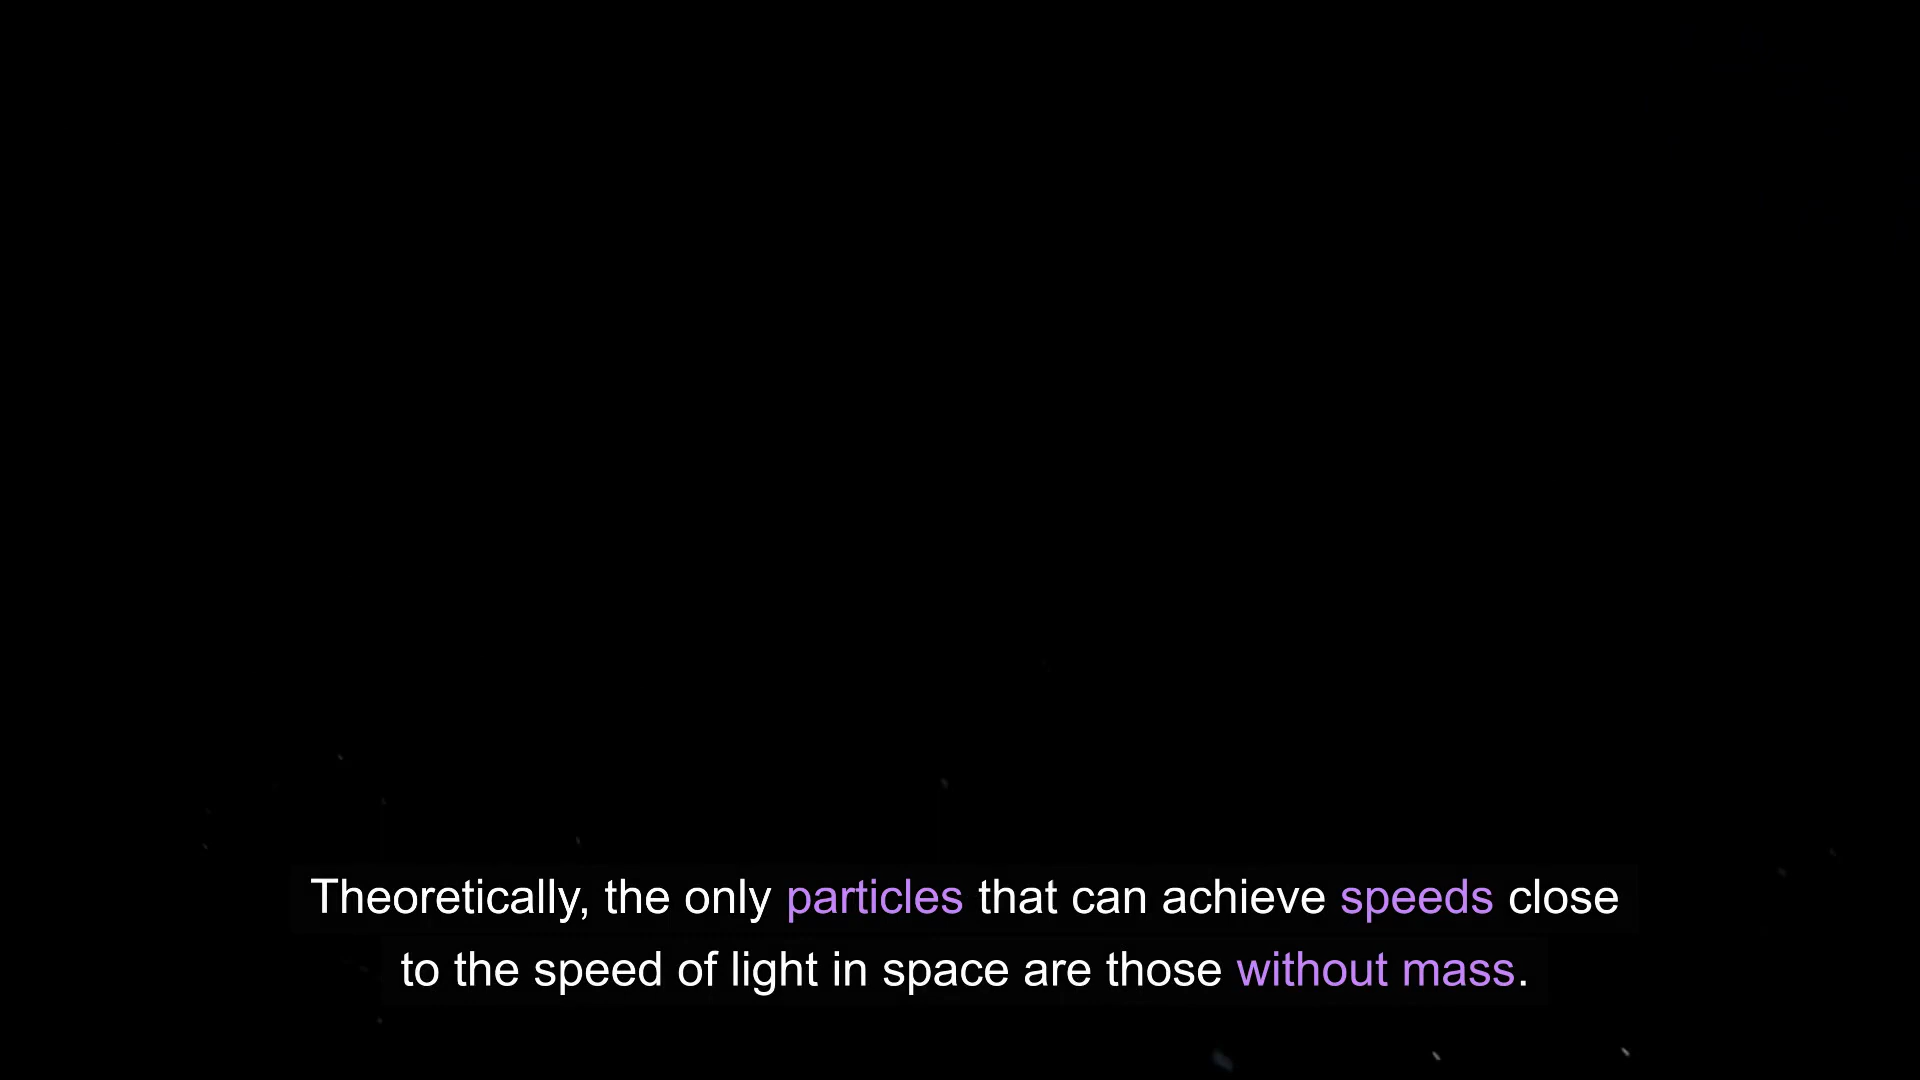 Theoretically, the only particles that can achieve speeds close
to the speed of light in space are those without mass.